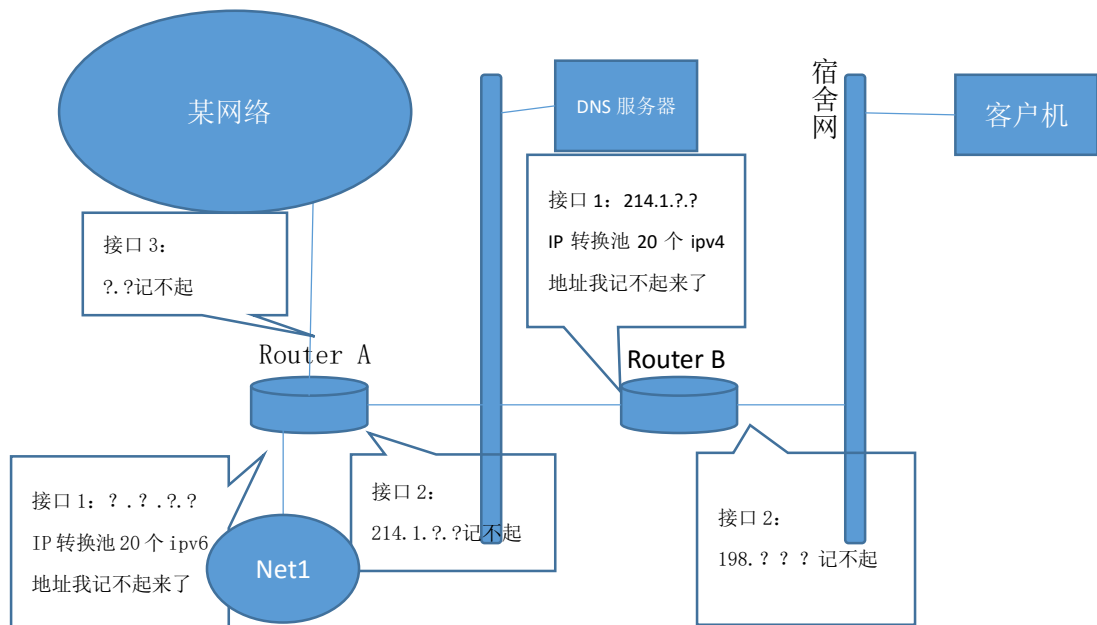 某网络
DNS 服务器
宿舍网
客户机
接口 1：214.1.?.?
IP 转换池 20 个 ipv4
地址我记不起来了
接口 3：
?.?记不起
Router A
Router B
接口 1：？.？.?.?
IP 转换池 20 个 ipv6
地址我记不起来了
接口 2：
214.1.?.?记不起
Net1
接口 2：
198.？？？记不起